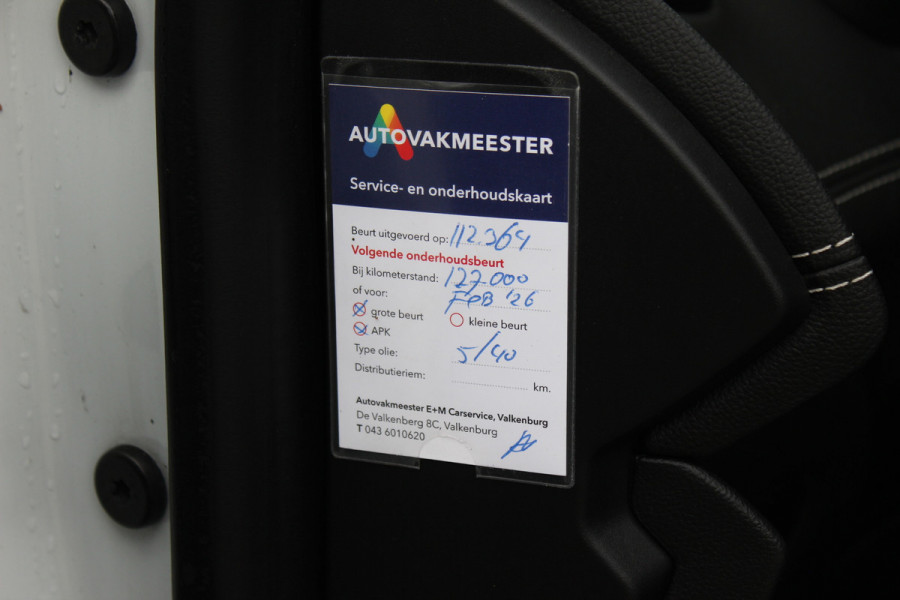 AUTOVAKMEESTER
Service- en onderhoudskaart
Beurt uitgevoerd op: 112.364
Volgende onderhoudsbeurt
Bij kilometerstand: 127.000
of voor: FEB '26
grote beurt kleine beurt
APK
Type olie: 5/40
Distributieriem: km.
Autovakmeester E+M Carservice, Valkenburg
De Valkenberg 8C, Valkenburg
T 043 6010620